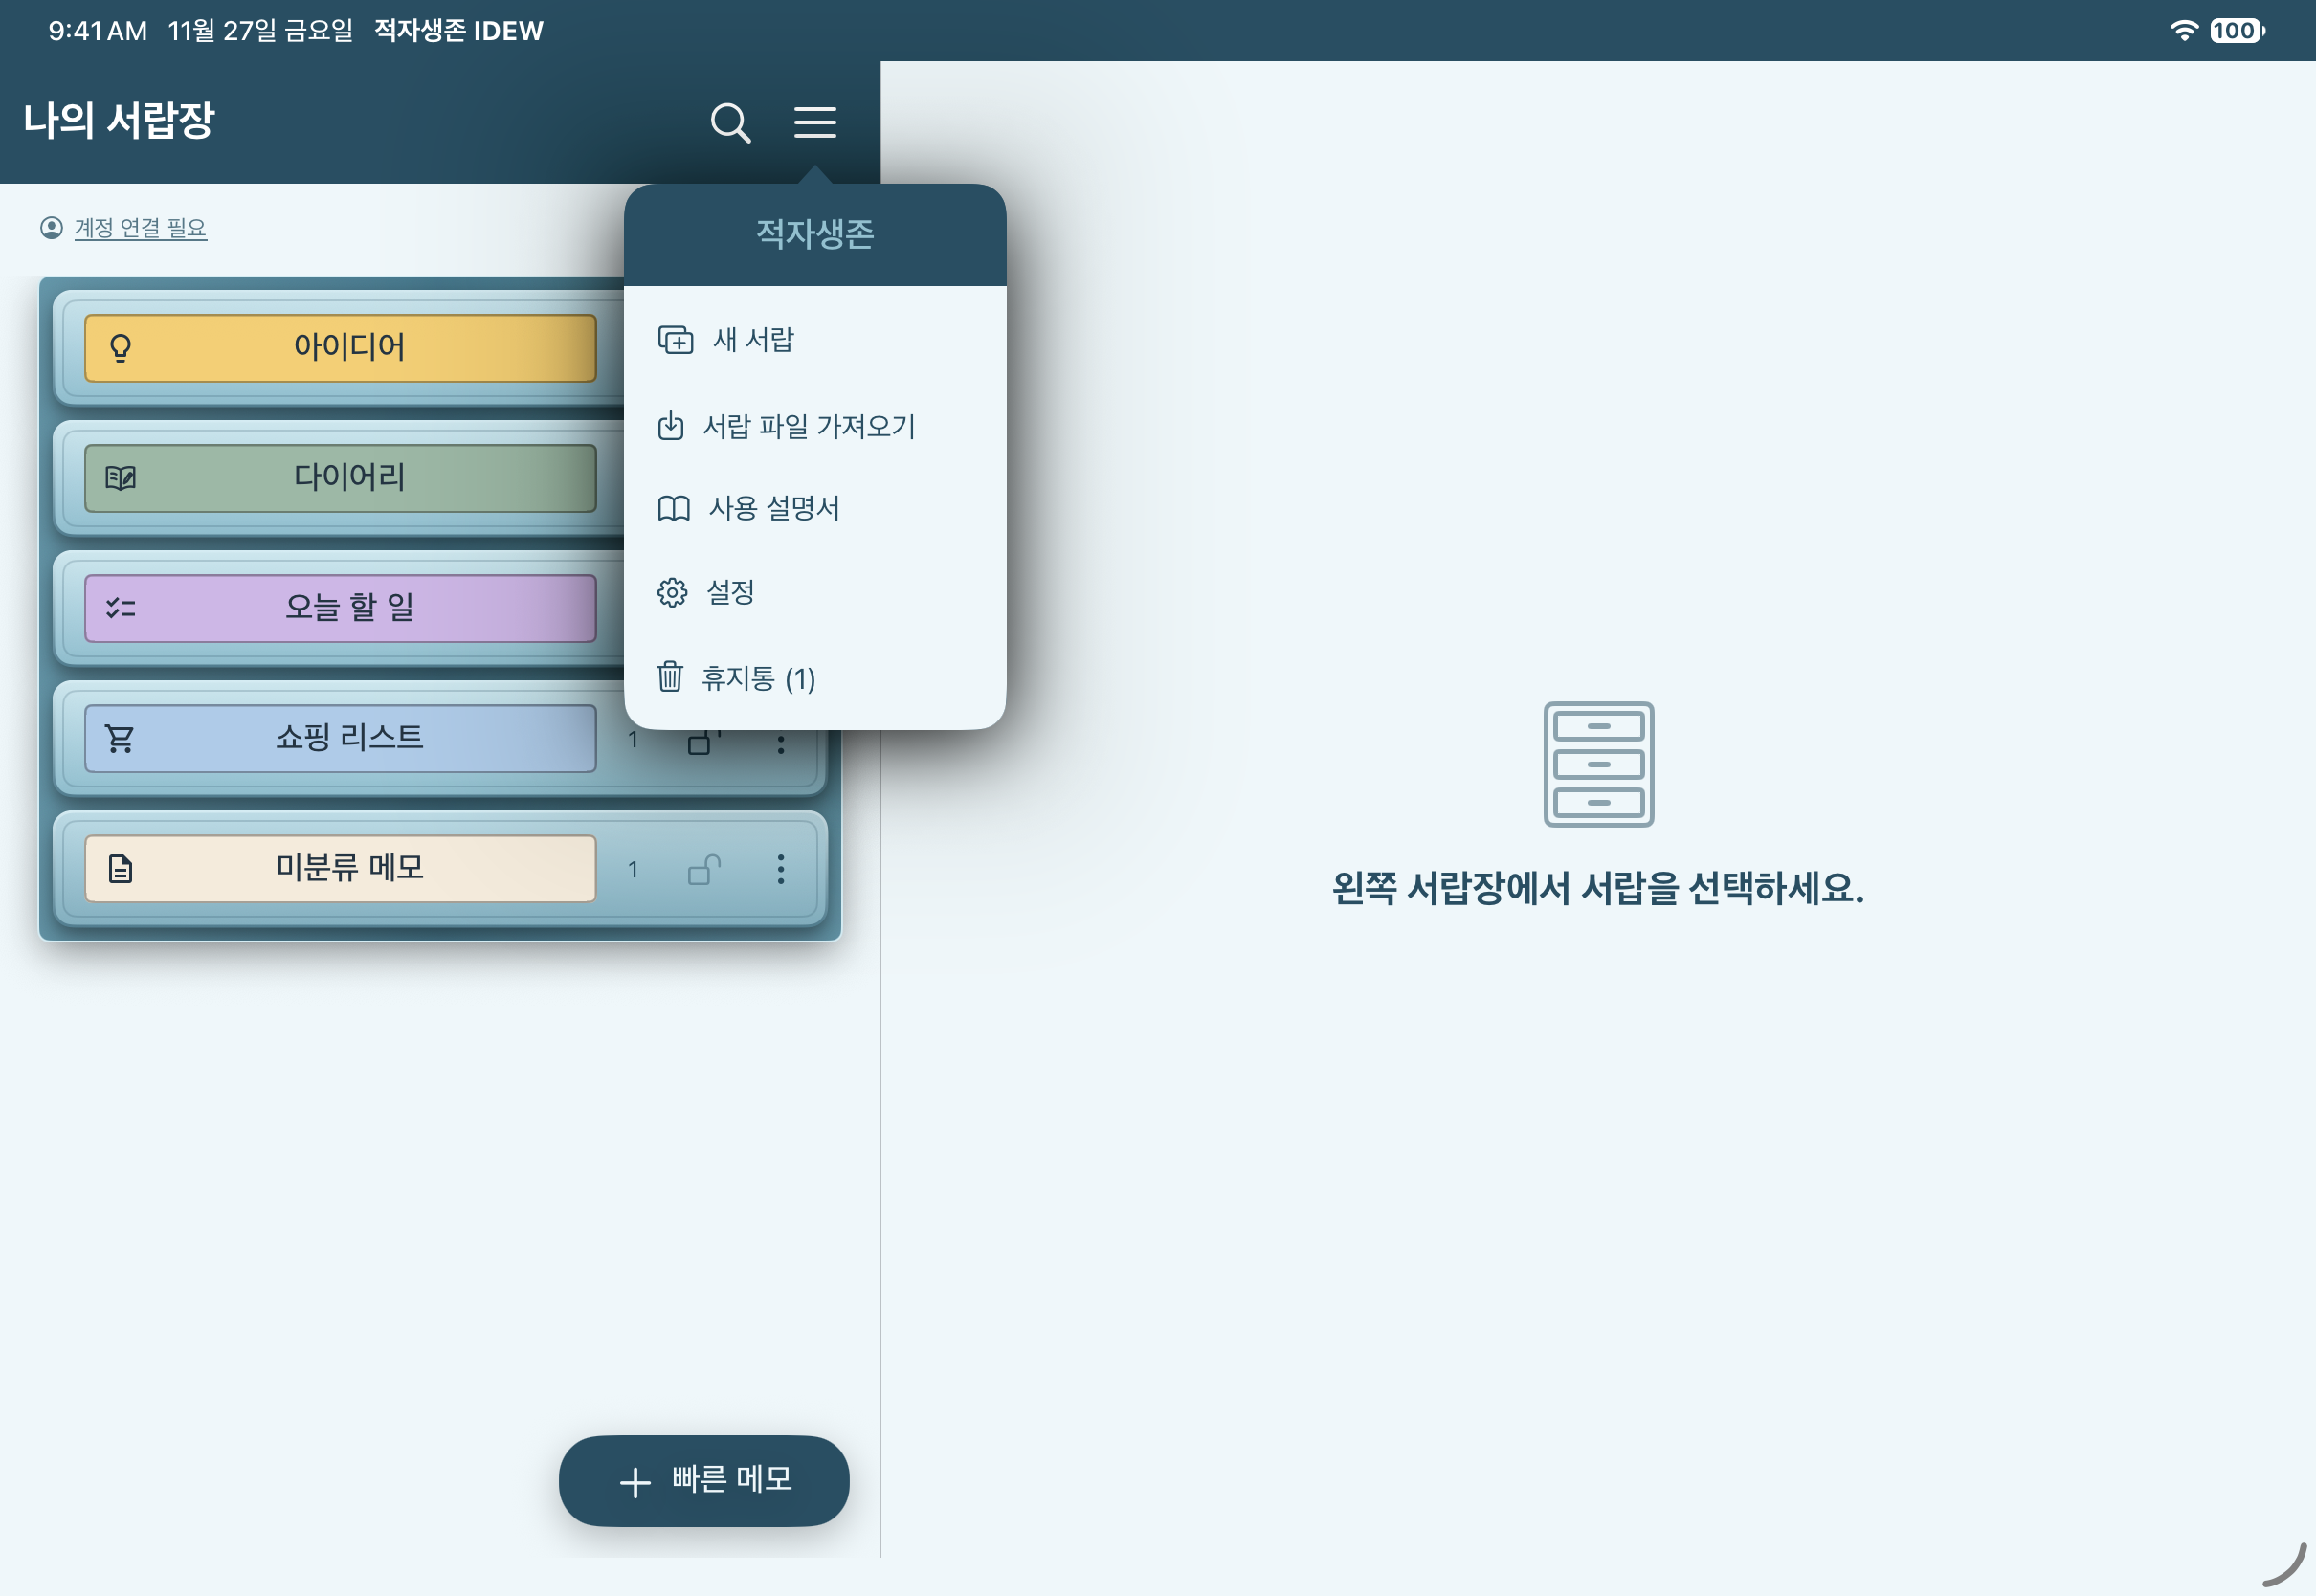 9:41 AM 11월 27일 금요일 적자생존 IDEW
100
나의 서랍장
계정 연결 필요
적자생존
새 서랍
서랍 파일 가져오기
사용 설명서
설정
휴지통 (1)
아이디어
다이어리
오늘 할 일
쇼핑 리스트 1
미분류 메모 1
왼쪽 서랍장에서 서랍을 선택하세요.
빠른 메모